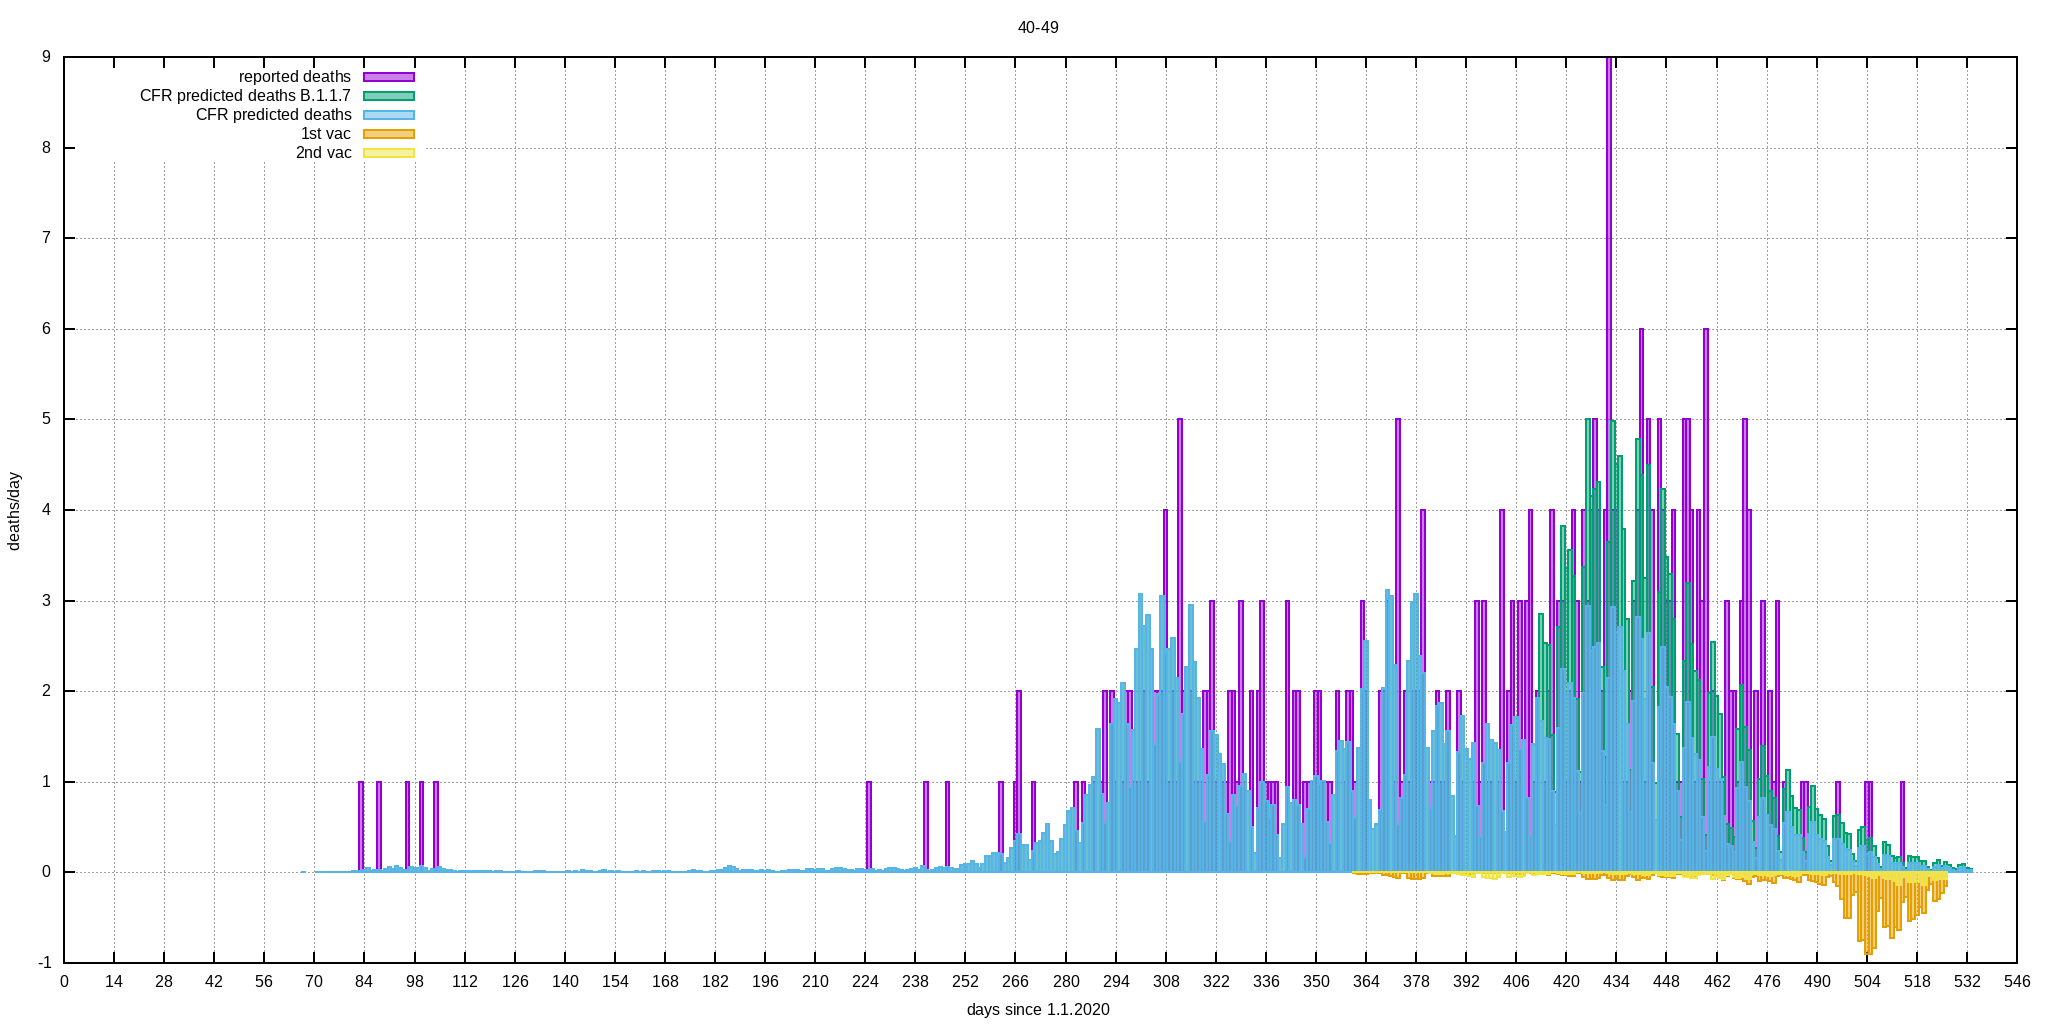 40-49
reported deaths
CFR predicted deaths B.1.1.7
CFR predicted deaths
1st vac
2nd vac
9
8
7
6
5
4
3
2
1
0
-1
deaths/day
0 14 28 42 56 70 84 98 112 126 140 154 168 182 196 210 224 238 252 266 280 294 308 322 336 350 364 378 392 406 420 434 448 462 476 490 504 518 532 546
days since 1.1.2020